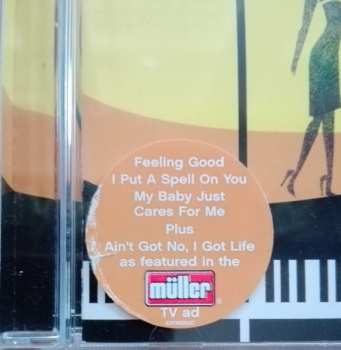 Feeling Good
I Put A Spell On You
My Baby Just
Cares For Me
Plus
Ain't Got No, I Got Life
as featured in the
müller
®
TV ad